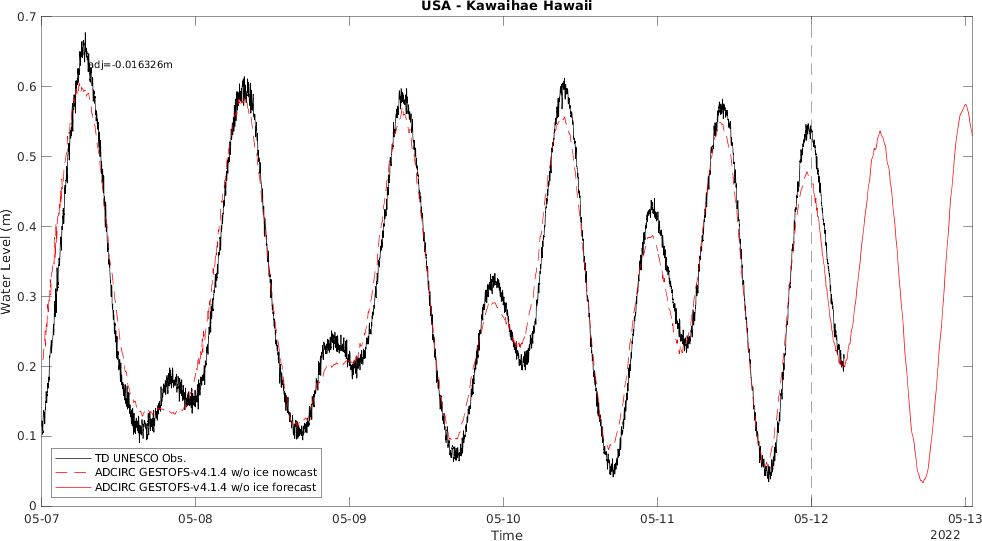 USA - Kawaihae Hawaii
0.7
adj=-0.016326m
0.6
0.5
0.4
0.3
0.2
0.1
0
Water Level (m)
TD UNESCO Obs.
ADCIRC GESTOFS-v4.1.4 w/o ice nowcast
ADCIRC GESTOFS-v4.1.4 w/o ice forecast
05-07 05-08 05-09 05-10 05-11 05-12 05-13
Time
2022